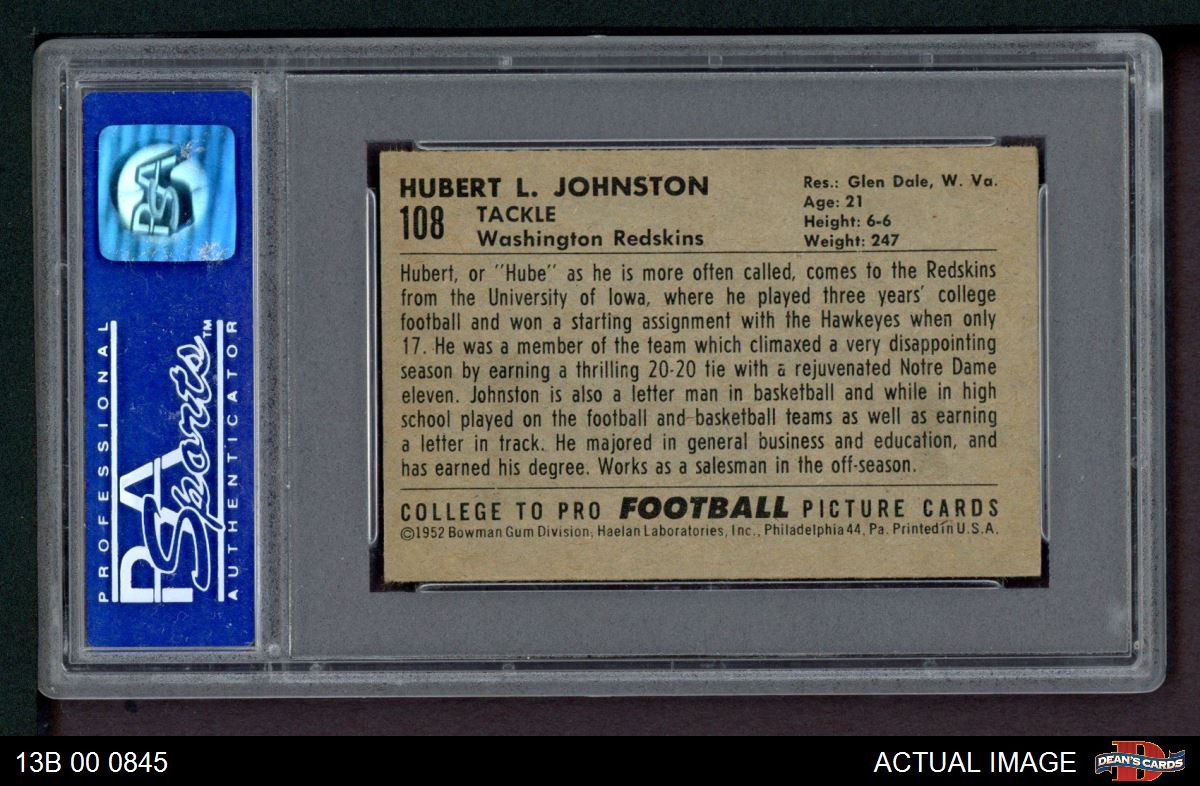 PSA
PROFESSIONAL
PSA Sports™
AUTHENTICATOR
HUBERT L. JOHNSTON
108
TACKLE
Washington Redskins
Res.: Glen Dale, W. Va.
Age: 21
Height: 6-6
Weight: 247
Hubert, or "Hube" as he is more often called, comes to the Redskins
from the University of Iowa, where he played three years' college
football and won a starting assignment with the Hawkeyes when only
17. He was a member of the team which climaxed a very disappointing
season by earning a thrilling 20-20 tie with a rejuvenated Notre Dame
eleven. Johnston is also a letter man in basketball and while in high
school played on the football and basketball teams as well as earning
a letter in track. He majored in general business and education, and
has earned his degree. Works as a salesman in the off-season.
COLLEGE TO PRO FOOTBALL PICTURE CARDS
©1952 Bowman Gum Division, Haelan Laboratories, Inc., Philadelphia 44, Pa. Printed in U.S.A.
13B 00 0845
ACTUAL IMAGE
D
DEAN'S CARDS